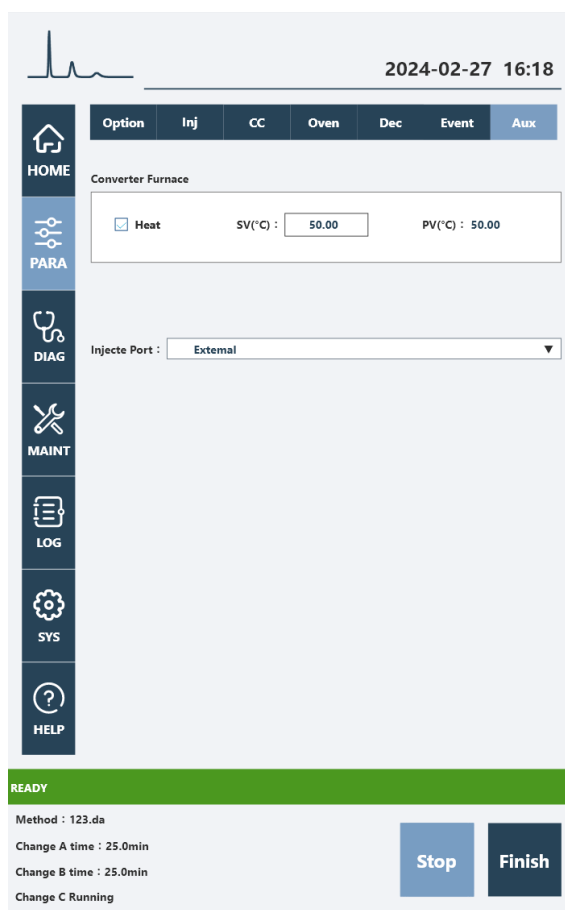 2024-02-27 16:18
Option Inj CC Oven Dec Event Aux
HOME
PARA
DIAG
MAINT
LOG
SYS
HELP
Converter Furnace
Heat SV(°C)： 50.00 PV(°C)：50.00
Injecte Port： Extemal
READY
Method：123.da
Change A time：25.0min
Change B time：25.0min
Change C Running
Stop
Finish